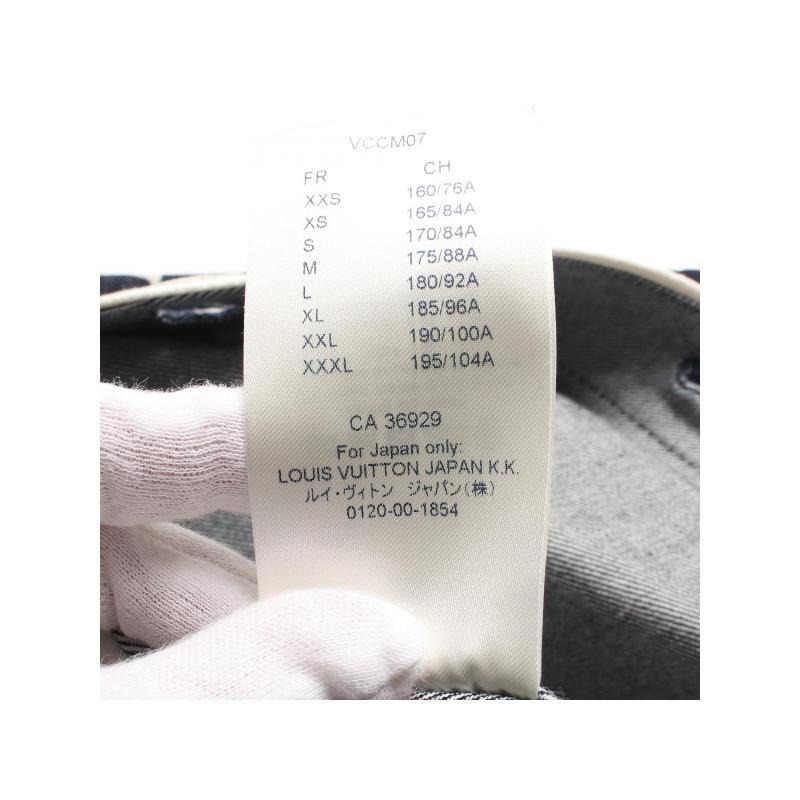 VCCM07
FR CH
XXS 160/76A
XS 165/84A
S 170/84A
M 175/88A
L 180/92A
XL 185/96A
XXL 190/100A
XXXL 195/104A
CA 36929
For Japan only:
LOUIS VUITTON JAPAN K.K.
ルイ・ヴィトン ジャパン(株)
0120-00-1854